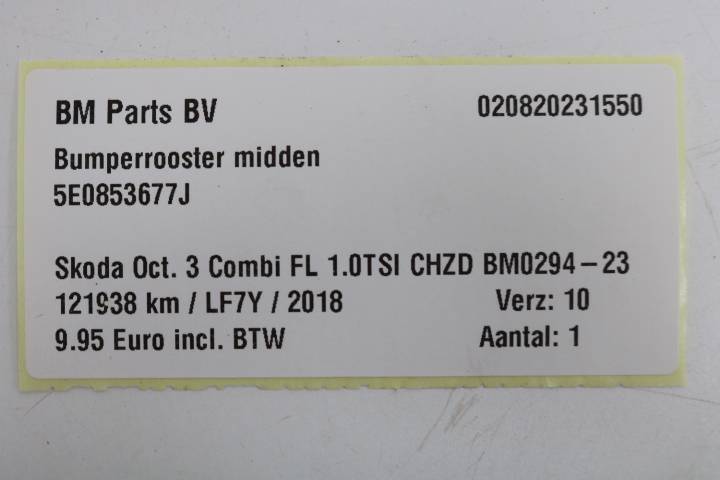 BM Parts BV 020820231550
Bumperrooster midden
5E0853677J
Skoda Oct. 3 Combi FL 1.0TSI CHZD BM0294-23
121938 km / LF7Y / 2018 Verz: 10
9.95 Euro incl. BTW Aantal: 1